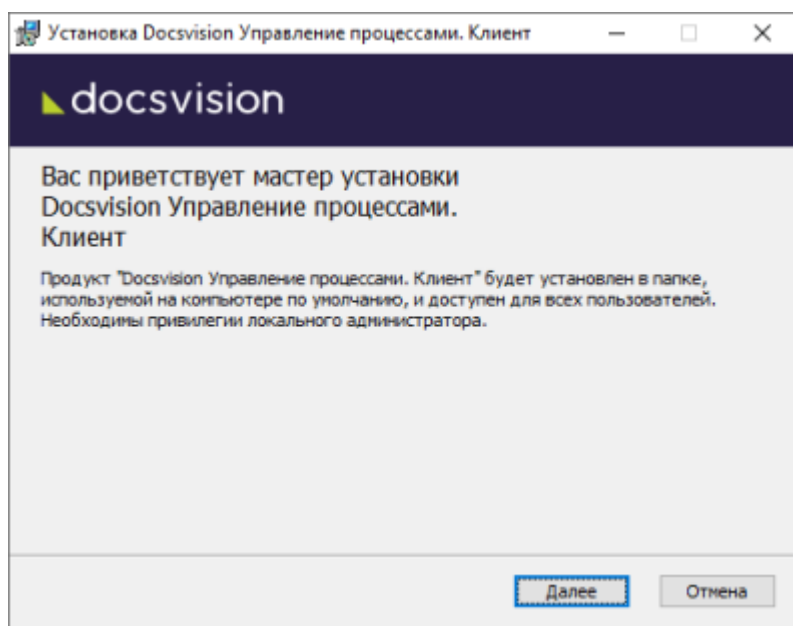 Установка Docsvision Управление процессами. Клиент
docsvision
Вас приветствует мастер установки
Docsvision Управление процессами.
Клиент
Продукт "Docsvision Управление процессами. Клиент" будет установлен в папке,
используемой на компьютере по умолчанию, и доступен для всех пользователей.
Необходимы привилегии локального администратора.
Далее
Отмена